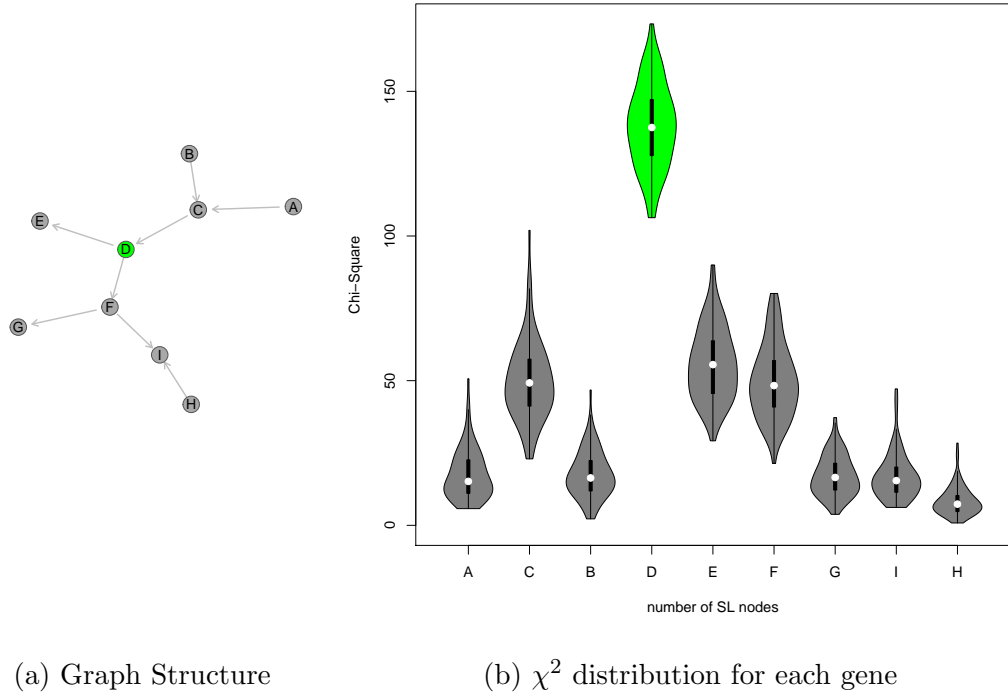 B
C
A
E
D
F
G
I
H
Chi−Square
150
100
50
0
A C B D E F G I H
number of SL nodes
(a) Graph Structure
(b) χ² distribution for each gene